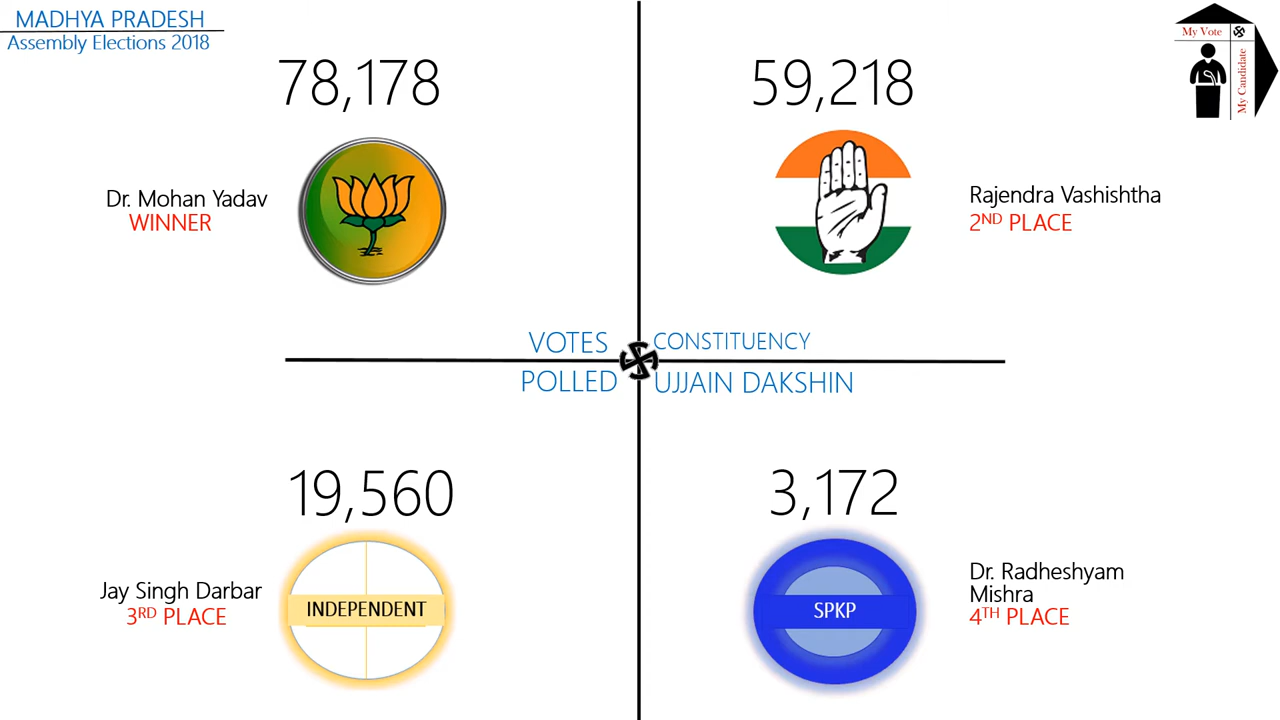 MADHYA PRADESH
Assembly Elections 2018
My Vote
My Candidate
78,178
Dr. Mohan Yadav
WINNER
59,218
Rajendra Vashishtha
2ND PLACE
VOTES
POLLED
CONSTITUENCY
UJJAIN DAKSHIN
19,560
Jay Singh Darbar
3RD PLACE
INDEPENDENT
3,172
SPKP
Dr. Radheshyam
Mishra
4TH PLACE